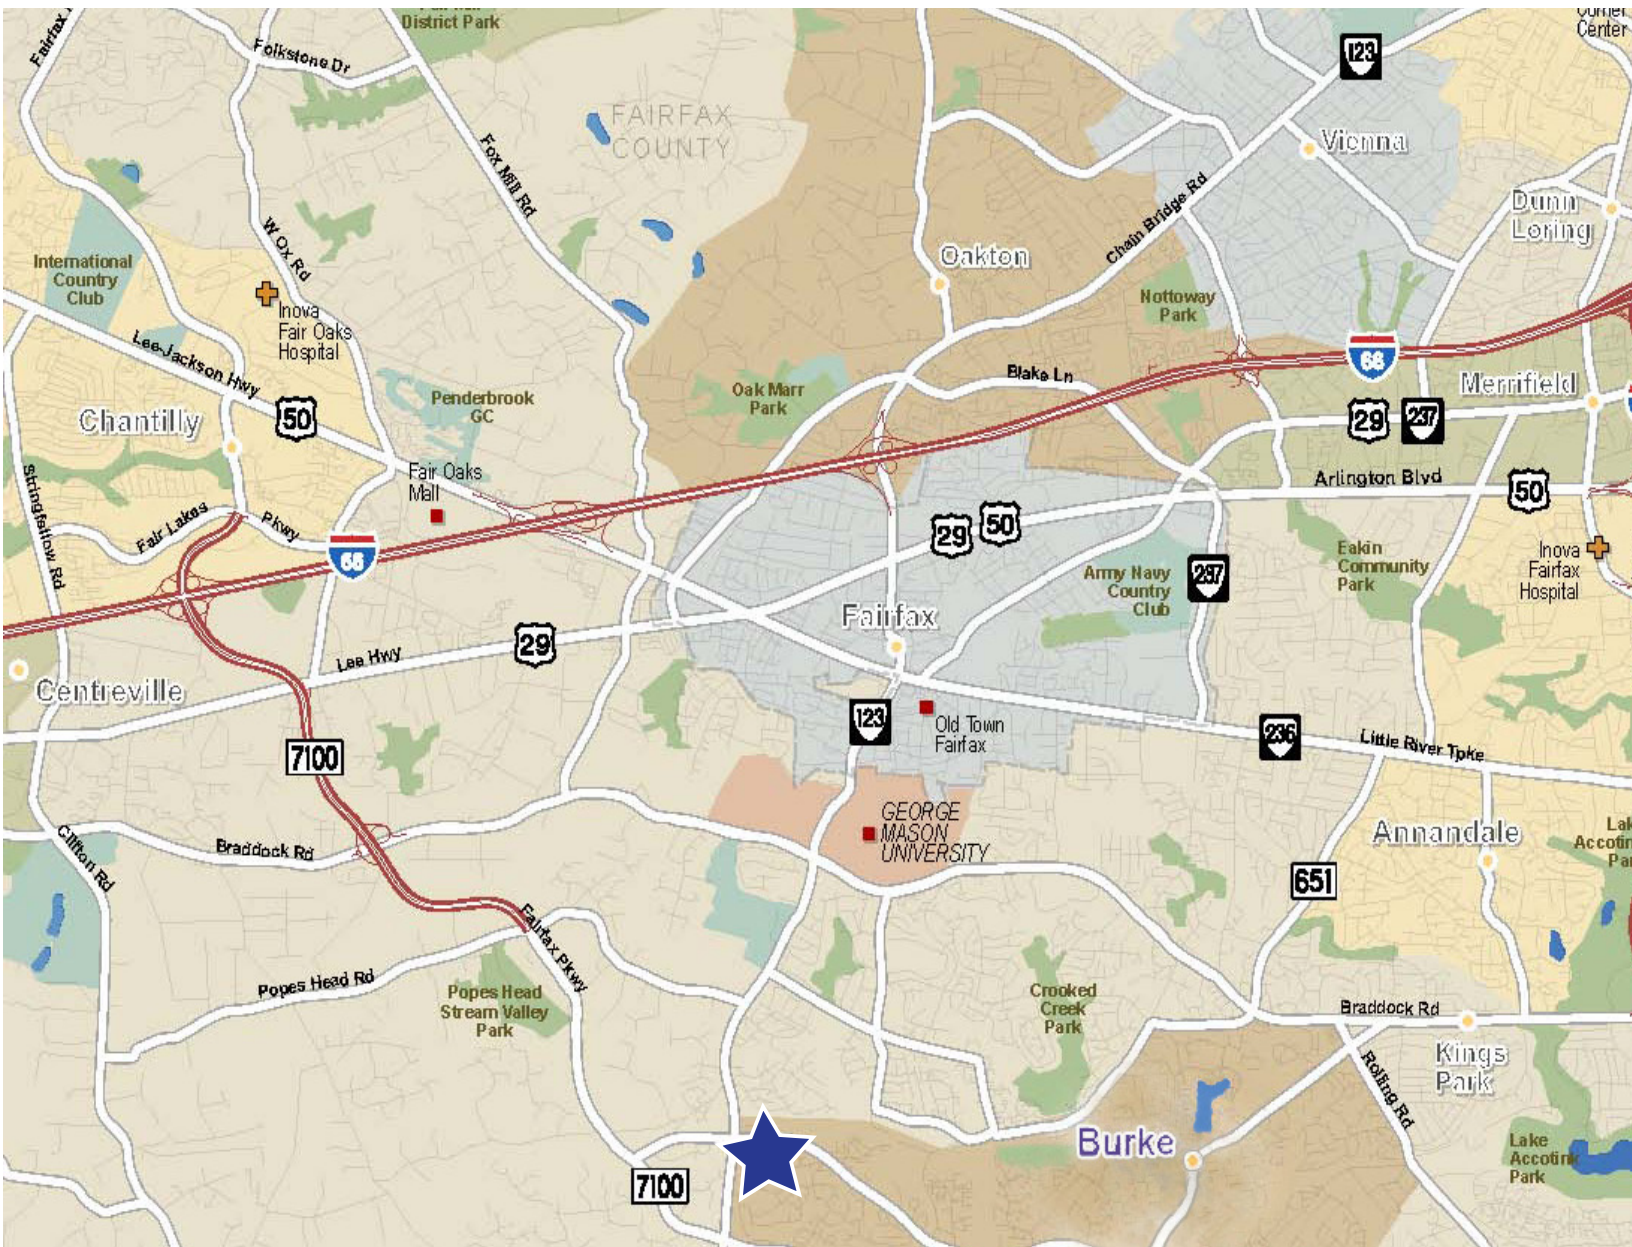 District Park
Corner
Center
Fairfax
Folkstone Dr
123
FAIRFAX
COUNTY
Fox Mill Rd
Vienna
Dunn
Loring
Chain Bridge Rd
W Ox Rd
International
Country
Club
Oakton
Inova
Fair Oaks
Hospital
Nottoway
Park
Lee-Jackson Hwy
66
Blake Ln
Merrifield
Oak Marr
Park
Penderbrook
GC
Chantilly
50
29
237
Arlington Blvd
50
Fair Oaks
Mall
Stringfellow Rd
Fair Lakes
Pkwy
29
50
66
Inova
Fairfax
Hospital
Eakin
Community
Park
Army Navy
Country
Club
237
Fairfax
29
Lee Hwy
Centreville
123
Old Town
Fairfax
236
Little River Tpke
7100
GEORGE
MASON
UNIVERSITY
Annandale
Braddock Rd
Clifton Rd
651
Fairfax Pkwy
Popes Head Rd
Popes Head
Stream Valley
Park
Crooked
Creek
Park
Braddock Rd
Kings
Park
Rolling Rd
Burke
Lake
Accotink
Park
7100